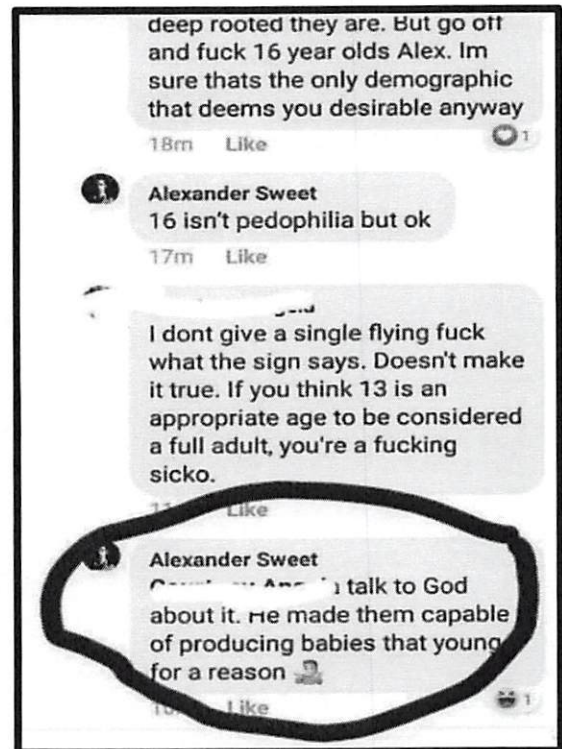 deep rooted they are. But go off
and fuck 16 year olds Alex. Im
sure thats the only demographic
that deems you desirable anyway
18m Like 1
Alexander Sweet
16 isn't pedophilia but ok
17m Like
I dont give a single flying fuck
what the sign says. Doesn't make
it true. If you think 13 is an
appropriate age to be considered
a full adult, you're a fucking
sicko.
Like
Alexander Sweet
talk to God
about it. He made them capable
of producing babies that young
for a reason
Like 1